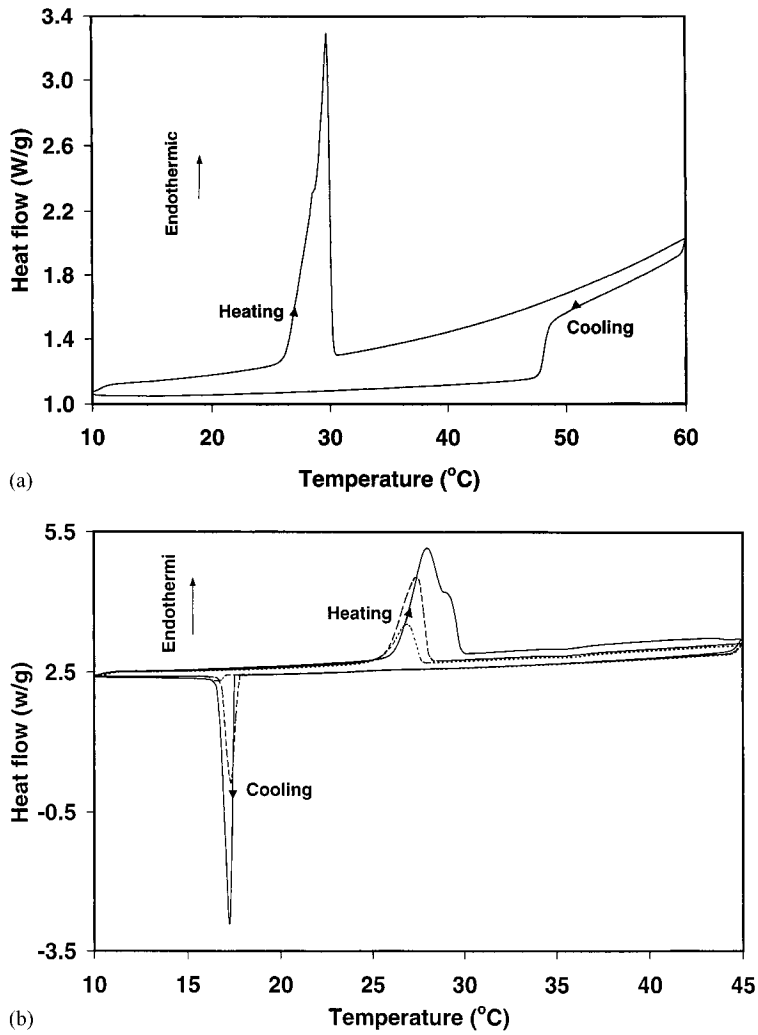 3.4
3.0
2.6
2.2
1.8
1.4
1.0
Heat flow (W/g)
Endothermic
Heating
Cooling
10 20 30 40 50 60
Temperature (°C)
(a)
5.5
2.5
-0.5
-3.5
Heat flow (w/g)
Endothermi
Heating
Cooling
10 15 20 25 30 35 40 45
Temperature (°C)
(b)